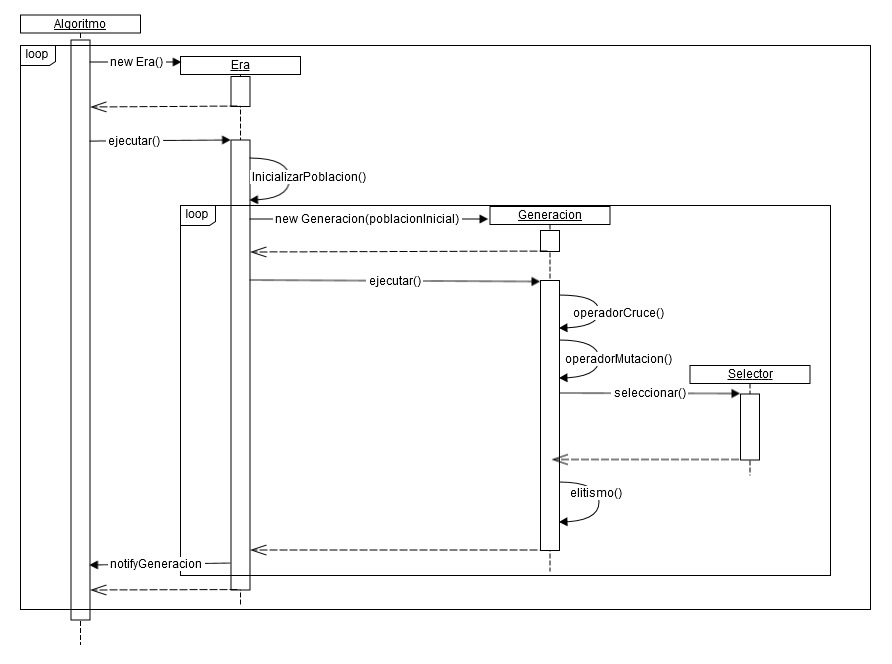 Algoritmo
loop
new Era()
Era
ejecutar()
InicializarPoblacion()
loop
new Generacion(poblacionInicial)
Generacion
ejecutar()
operadorCruce()
operadorMutacion()
Selector
seleccionar()
elitismo()
notifyGeneracion